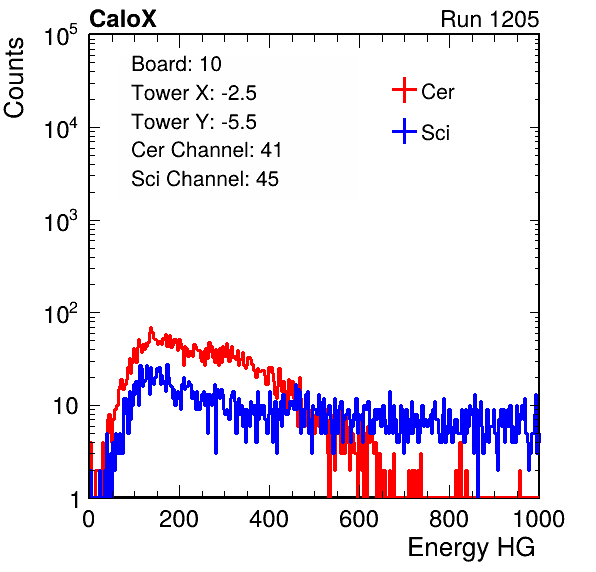 CaloX Run 1205
Counts
10^5
10^4
10^3
10^2
10
1
Board: 10
Tower X: -2.5
Tower Y: -5.5
Cer Channel: 41
Sci Channel: 45
Cer
Sci
0 200 400 600 800 1000
Energy HG